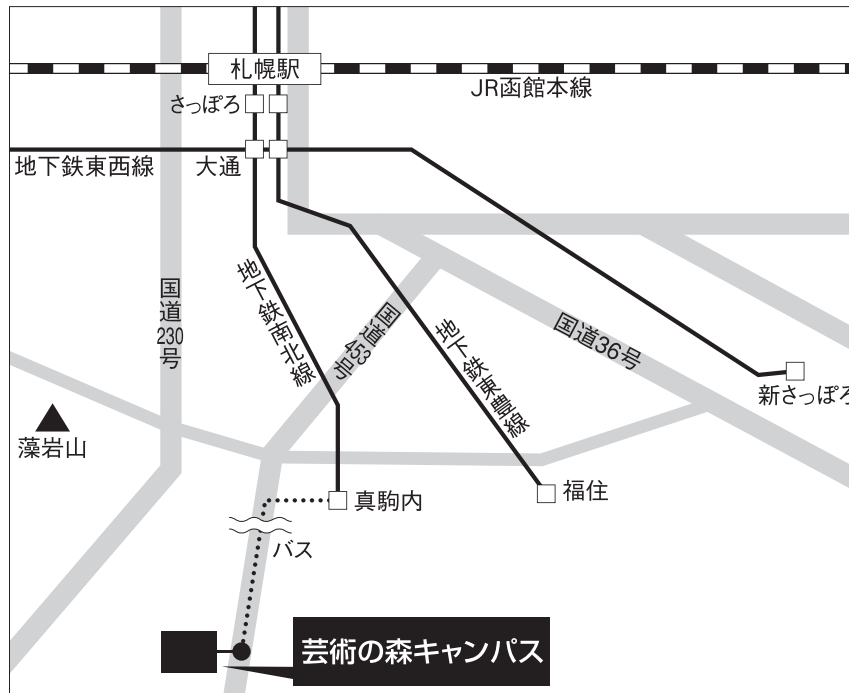 札幌駅
JR函館本線
さっぽろ
地下鉄東西線
大通
国道230号
地下鉄南北線
国道453号
地下鉄東豊線
国道36号
新さっぽろ
藻岩山
真駒内
福住
バス
芸術の森キャンパス